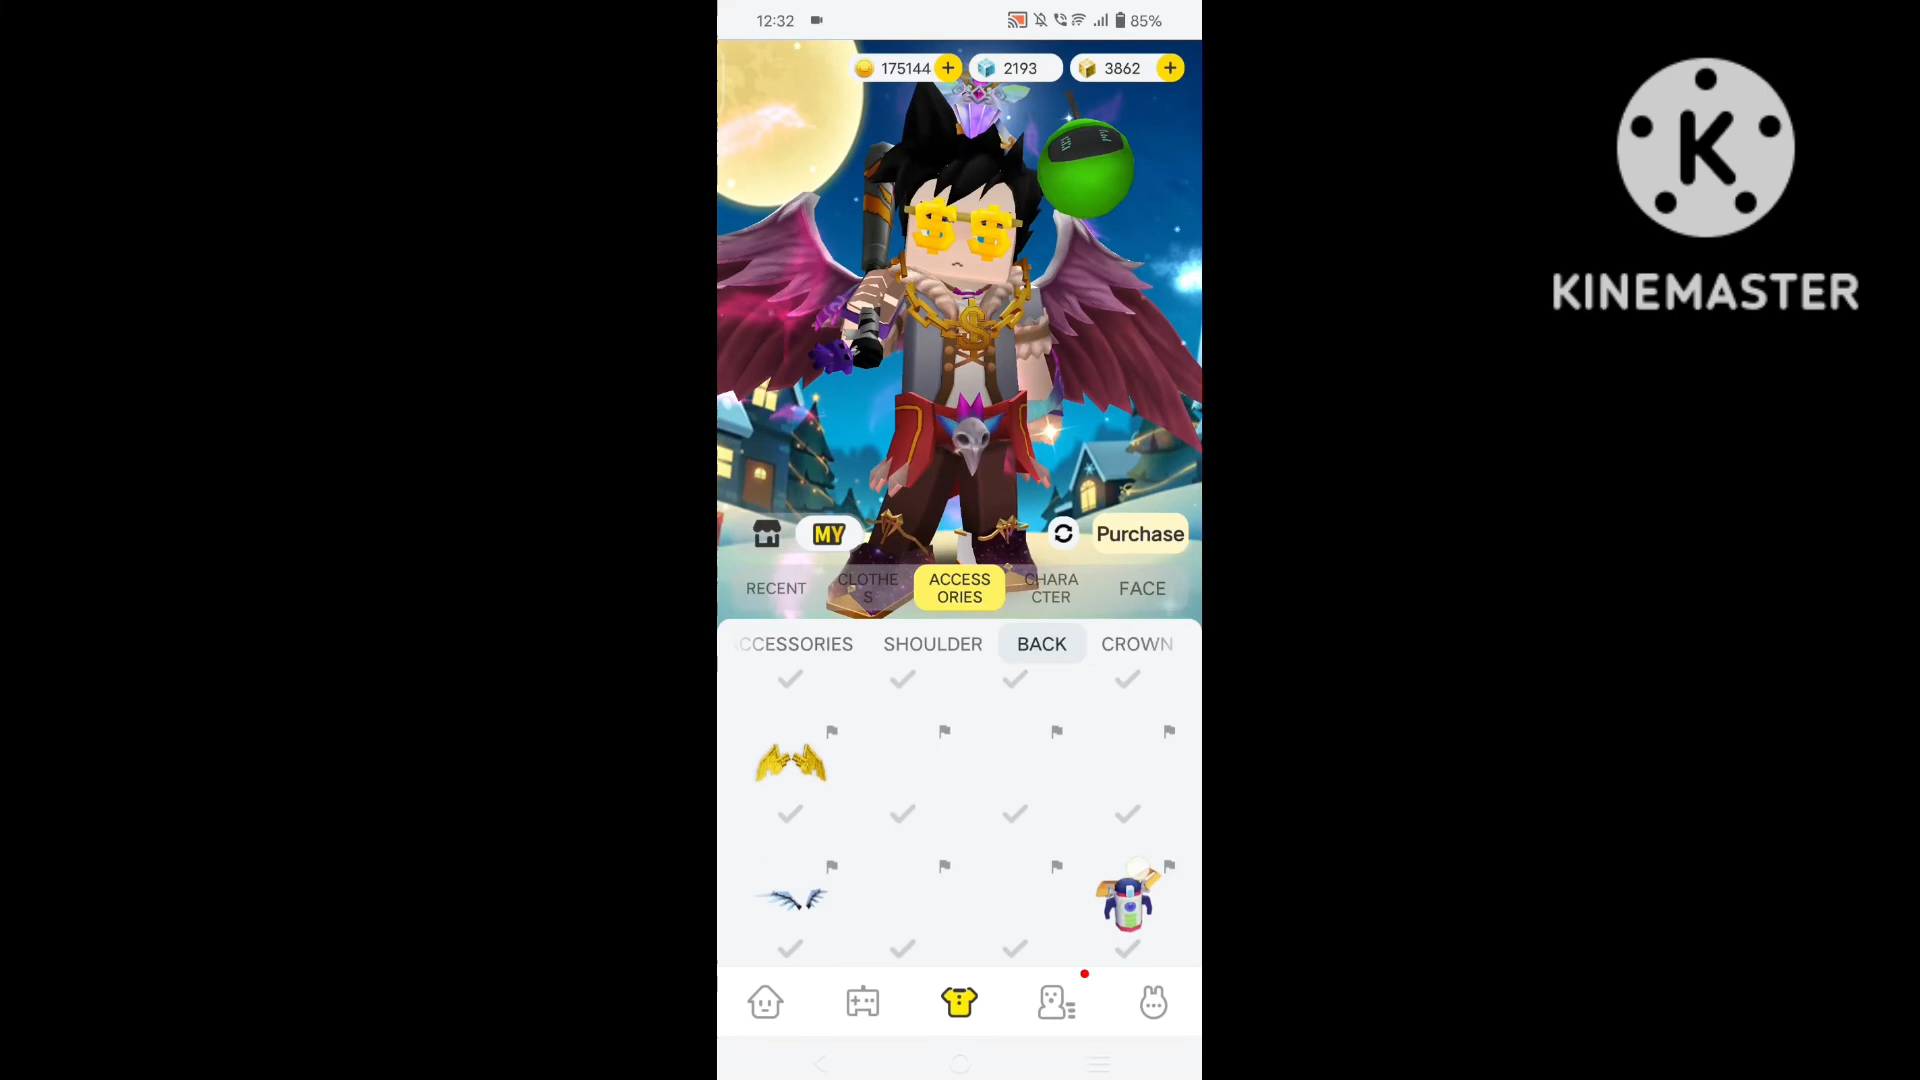 12:32
85%
175144
2193
3862
K
KINEMASTER
$ $
$
MY
Purchase
RECENT
CLOTHE
S
ACCESS
ORIES
CHARA
CTER
FACE
CCESSORIES
SHOULDER
BACK
CROWN